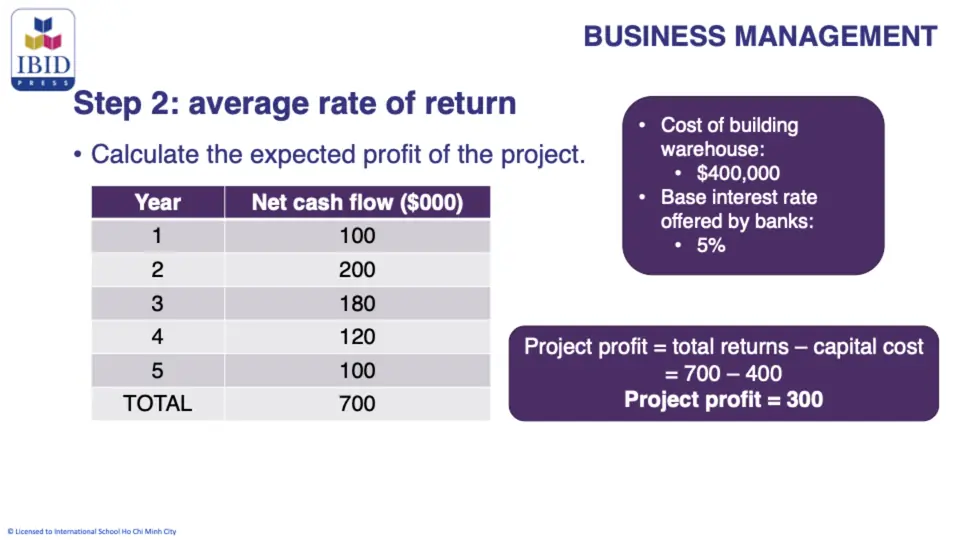 IBID
PRESS
BUSINESS MANAGEMENT
Step 2: average rate of return
• Calculate the expected profit of the project.
Year Net cash flow ($000)
1 100
2 200
3 180
4 120
5 100
TOTAL 700
• Cost of building
warehouse:
• $400,000
• Base interest rate
offered by banks:
• 5%
Project profit = total returns – capital cost
= 700 – 400
Project profit = 300
© Licensed to International School Ho Chi Minh City